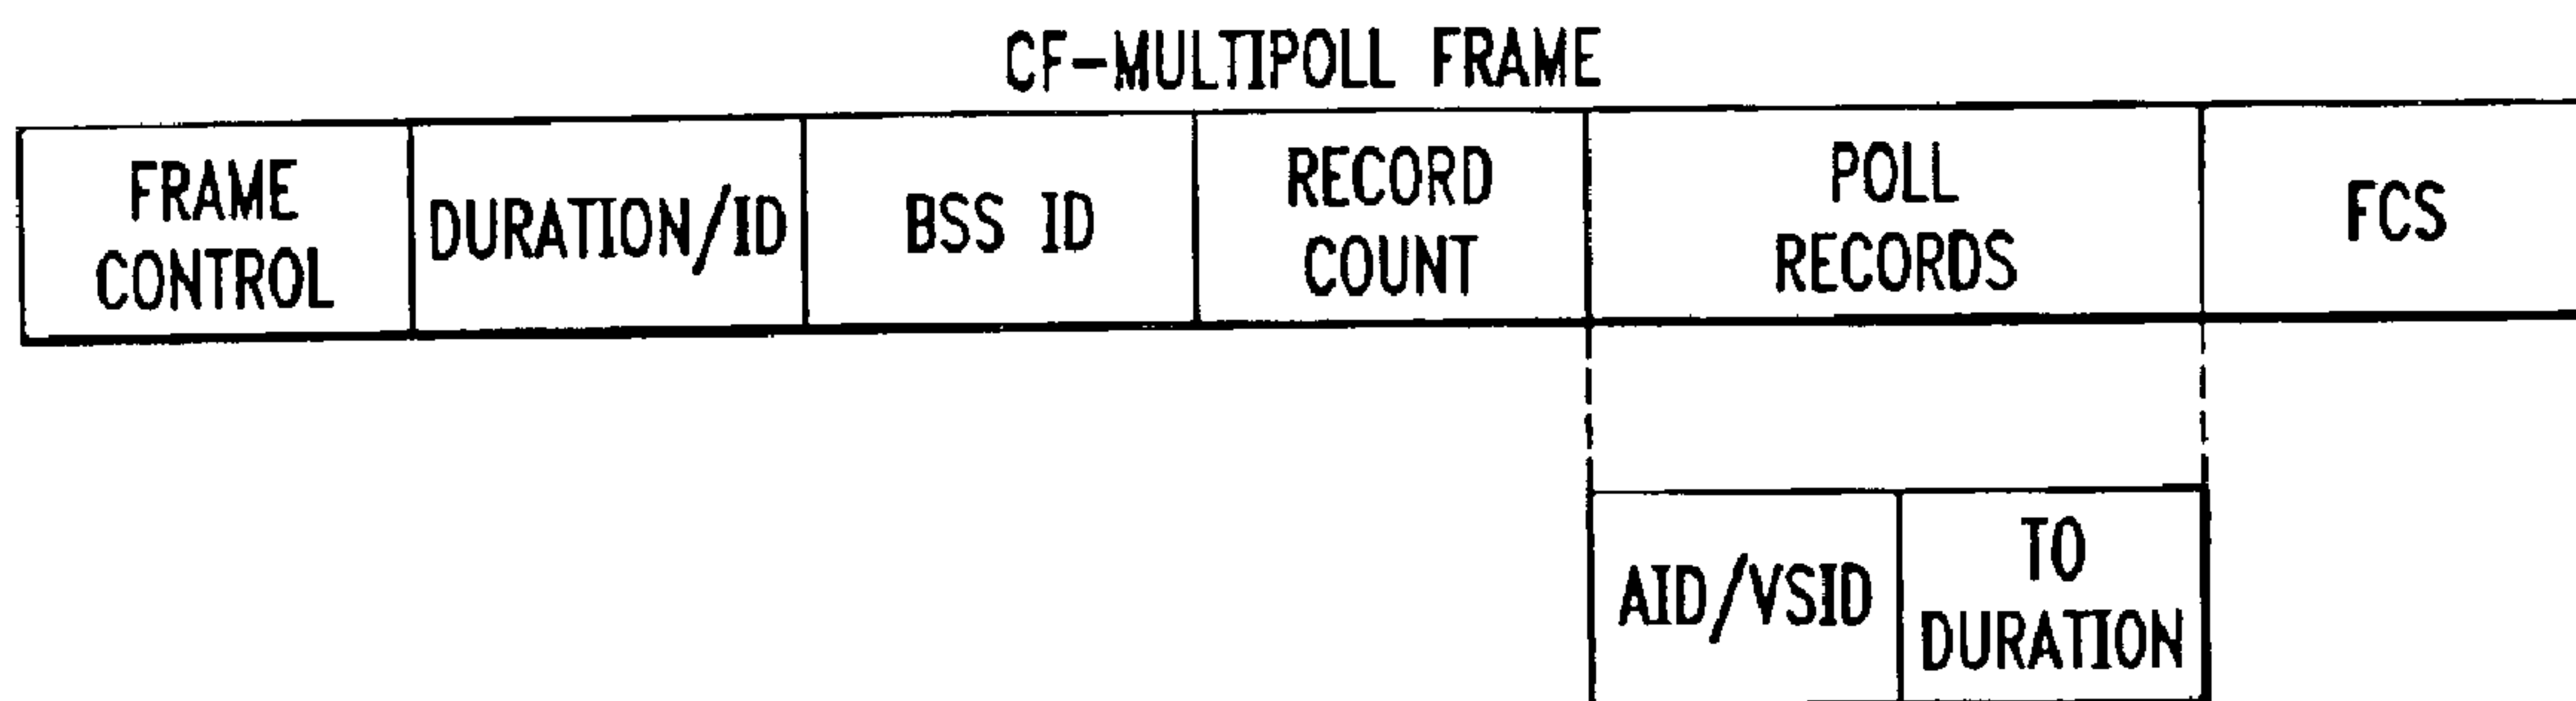 CF-MULTIPOLL FRAME
FRAME
CONTROL
DURATION/ID
BSS ID
RECORD
COUNT
POLL
RECORDS
FCS
AID/VSID
TO
DURATION